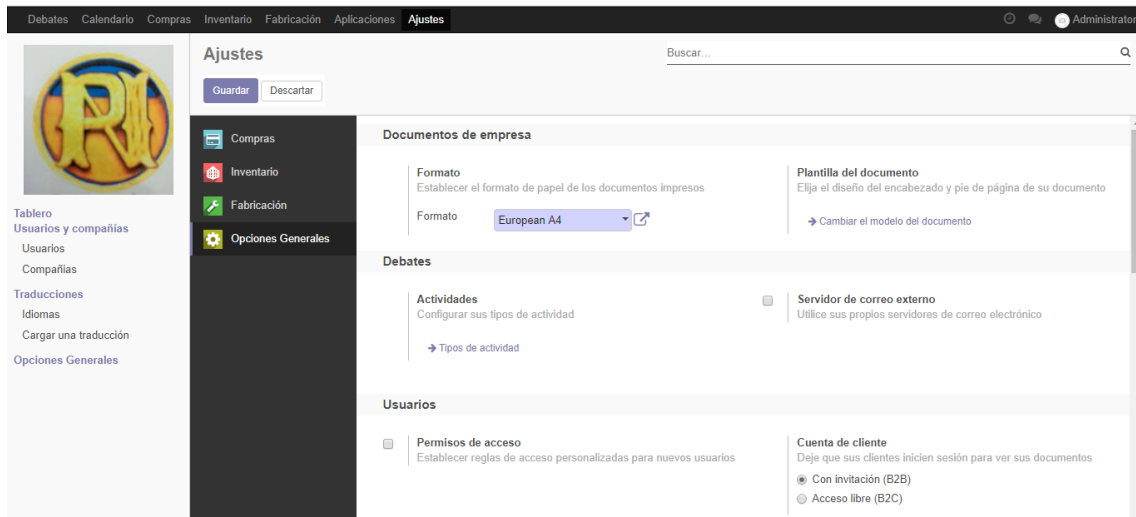 Debates Calendario Compras Inventario Fabricación Aplicaciones Ajustes Administrator
RI
Ajustes
Buscar...
Guardar Descartar
Tablero
Usuarios y compañias
Usuarios
Compañias
Traducciones
Idiomas
Cargar una traducción
Opciones Generales
Compras
Inventario
Fabricación
Opciones Generales
Documentos de empresa
Formato
Establecer el formato de papel de los documentos impresos
Formato European A4
Plantilla del documento
Elija el diseño del encabezado y pie de página de su documento
Cambiar el modelo del documento
Debates
Actividades
Configurar sus tipos de actividad
Tipos de actividad
Servidor de correo externo
Utilice sus propios servidores de correo electrónico
Usuarios
Permisos de acceso
Establecer reglas de acceso personalizadas para nuevos usuarios
Cuenta de cliente
Deje que sus clientes inicien sesión para ver sus documentos
Con invitación (B2B)
Acceso libre (B2C)